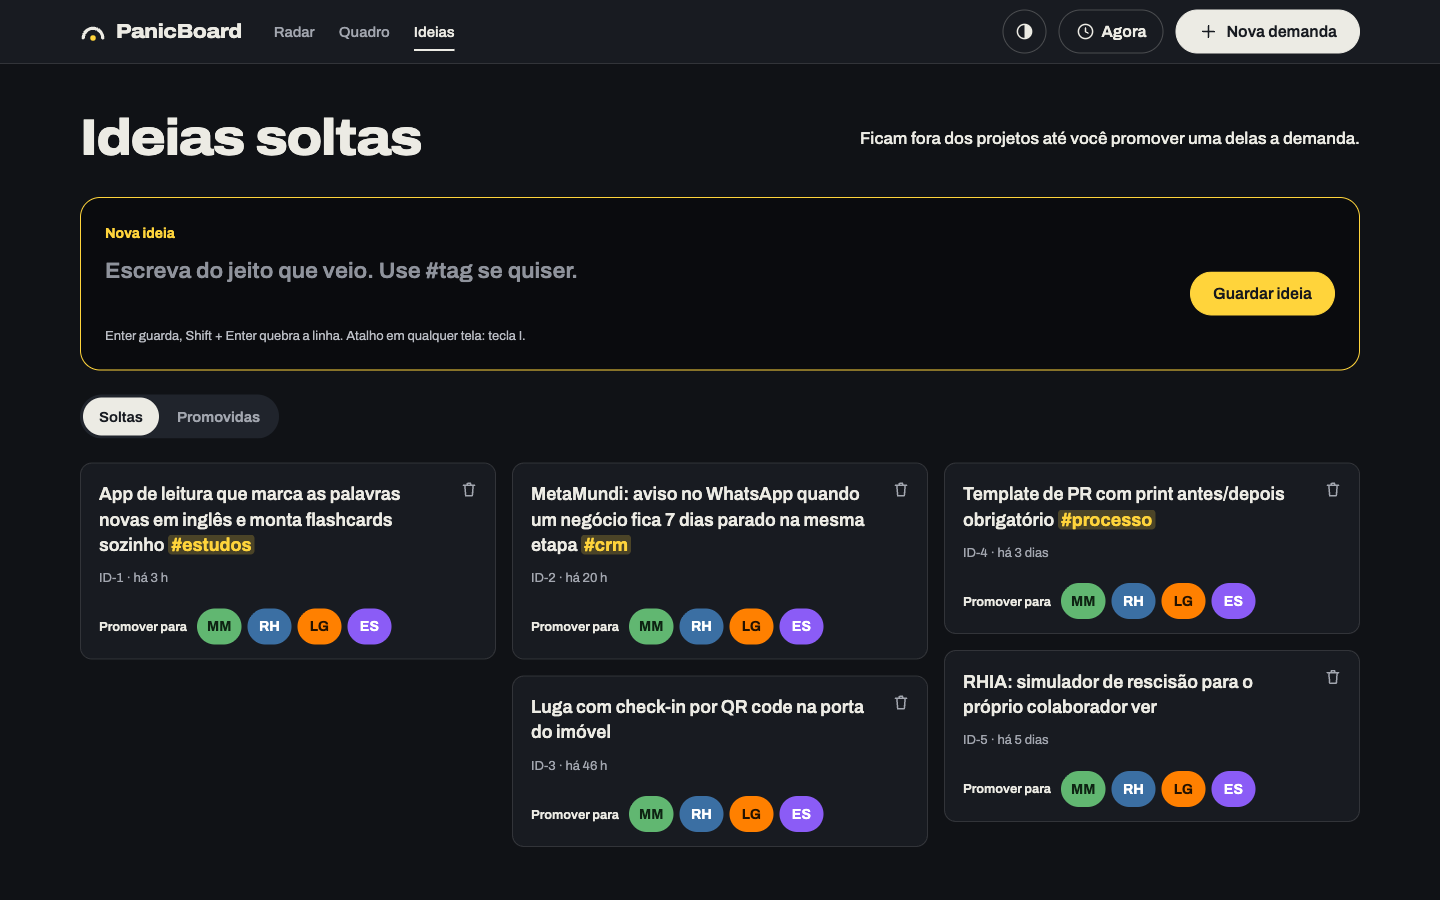 PanicBoard
Radar
Quadro
Ideias
Agora
Nova demanda
Ideias soltas
Ficam fora dos projetos até você promover uma delas a demanda.
Nova ideia
Escreva do jeito que veio. Use #tag se quiser.
Guardar ideia
Enter guarda, Shift + Enter quebra a linha. Atalho em qualquer tela: tecla I.
Soltas
Promovidas
App de leitura que marca as palavras
novas em inglês e monta flashcards
sozinho #estudos
ID-1 · há 3 h
Promover para MM RH LG ES
MetaMundi: aviso no WhatsApp quando
um negócio fica 7 dias parado na mesma
etapa #crm
ID-2 · há 20 h
Promover para MM RH LG ES
Luga com check-in por QR code na porta
do imóvel
ID-3 · há 46 h
Promover para MM RH LG ES
Template de PR com print antes/depois
obrigatório #processo
ID-4 · há 3 dias
Promover para MM RH LG ES
RHIA: simulador de rescisão para o
próprio colaborador ver
ID-5 · há 5 dias
Promover para MM RH LG ES